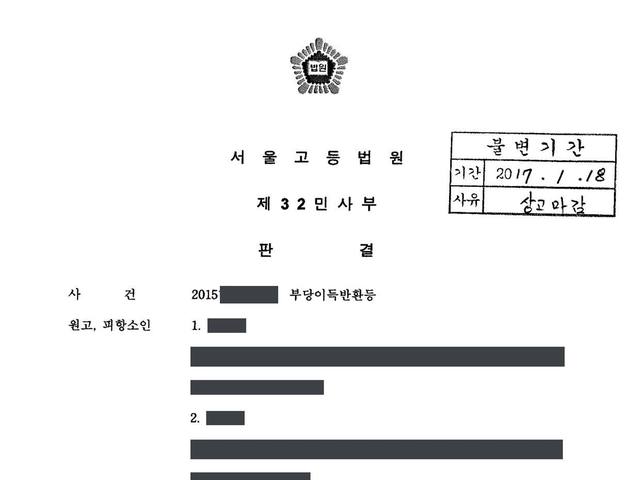 법원
서 울 고 등 법 원
제 3 2 민 사 부
판 결
불 변 기 간
기간 2017 . 1 . 18
사유 상고마감
사 건 2015 부당이득반환등
원고, 피항소인 1.
2.